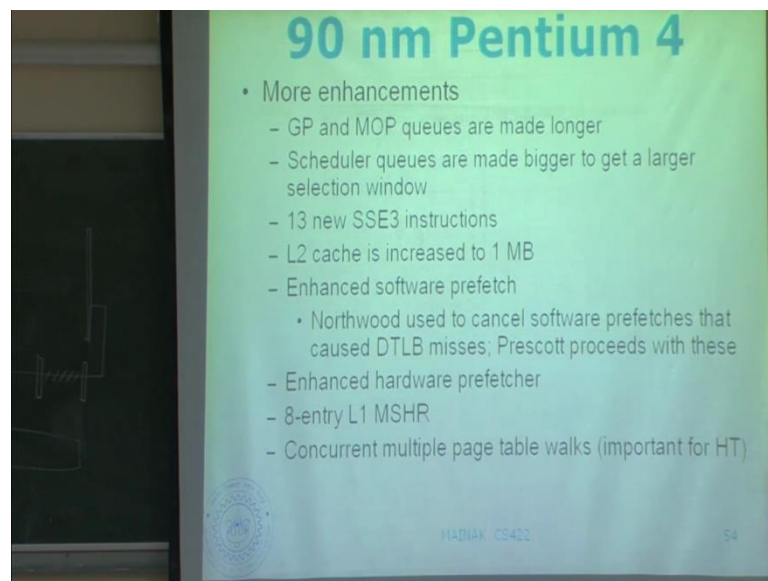 90 nm Pentium 4
• More enhancements
– GP and MOP queues are made longer
– Scheduler queues are made bigger to get a larger
selection window
– 13 new SSE3 instructions
– L2 cache is increased to 1 MB
– Enhanced software prefetch
• Northwood used to cancel software prefetches that
caused DTLB misses; Prescott proceeds with these
– Enhanced hardware prefetcher
– 8-entry L1 MSHR
– Concurrent multiple page table walks (important for HT)
MAINAK CS422
54